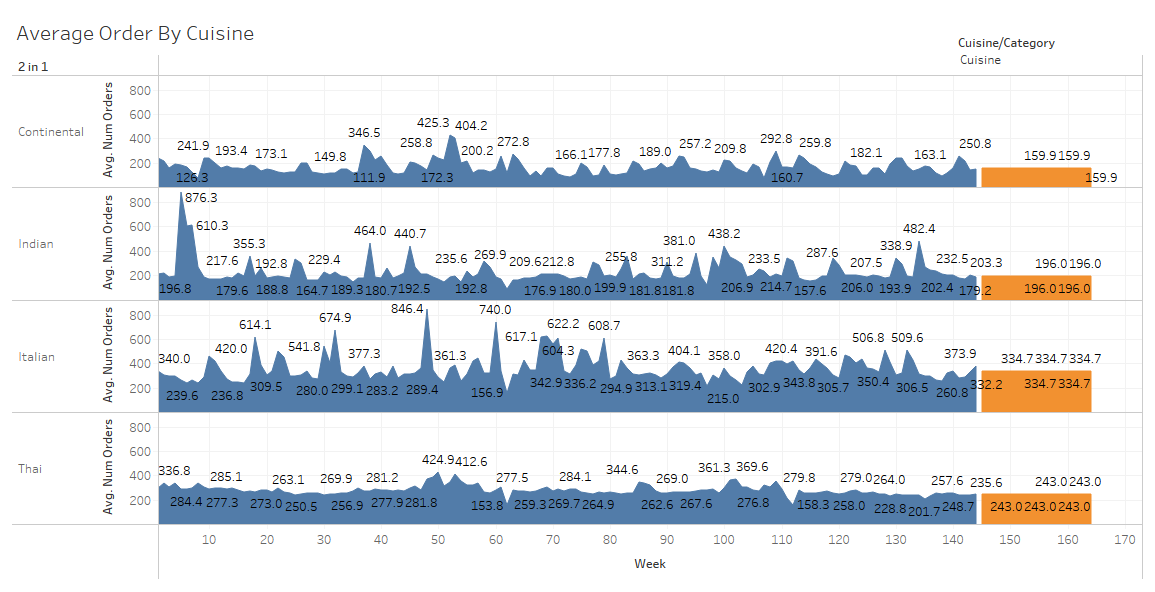 Average Order By Cuisine
Cuisine/Category
Cuisine
2 in 1
Continental
Avg. Num Orders
800
600
400
200
425.3 404.2
346.5
241.9 193.4 173.1 149.8 258.8 200.2 272.8 166.1 177.8 189.0 257.2 209.8 292.8 259.8 182.1 163.1 250.8 159.9 159.9
126.3 111.9 172.3 160.7 159.9
Indian
Avg. Num Orders
800
600
400
200
876.3
610.3
217.6 355.3 192.8 229.4 464.0 440.7 235.6 269.9 209.6 212.8 255.8 311.2 381.0 438.2 233.5 287.6 207.5 338.9 482.4 232.5 203.3 196.0 196.0
196.8 179.6 188.8 164.7 189.3 180.7 192.5 192.8 176.9 180.0 199.9 181.8 181.8 206.9 214.7 157.6 206.0 193.9 202.4 179.2 196.0 196.0
Italian
Avg. Num Orders
800
600
400
200
340.0 420.0 614.1 541.8 674.9 377.3 846.4 361.3 740.0 617.1 622.2 604.3 608.7 363.3 404.1 358.0 420.4 391.6 506.8 509.6 373.9 334.7 334.7 334.7
239.6 236.8 309.5 280.0 299.1 283.2 289.4 156.9 342.9 336.2 294.9 313.1 319.4 215.0 302.9 343.8 305.7 350.4 306.5 260.8 332.2 334.7 334.7
Thai
Avg. Num Orders
800
600
400
200
336.8 285.1 263.1 269.9 281.2 424.9 412.6 277.5 284.1 344.6 269.0 361.3 369.6 279.8 279.0 264.0 257.6 235.6 243.0 243.0
284.4 277.3 273.0 250.5 256.9 277.9 281.8 153.8 259.3 269.7 264.9 262.6 267.6 276.8 158.3 258.0 228.8 201.7 248.7 243.0 243.0 243.0
10 20 30 40 50 60 70 80 90 100 110 120 130 140 150 160 170
Week